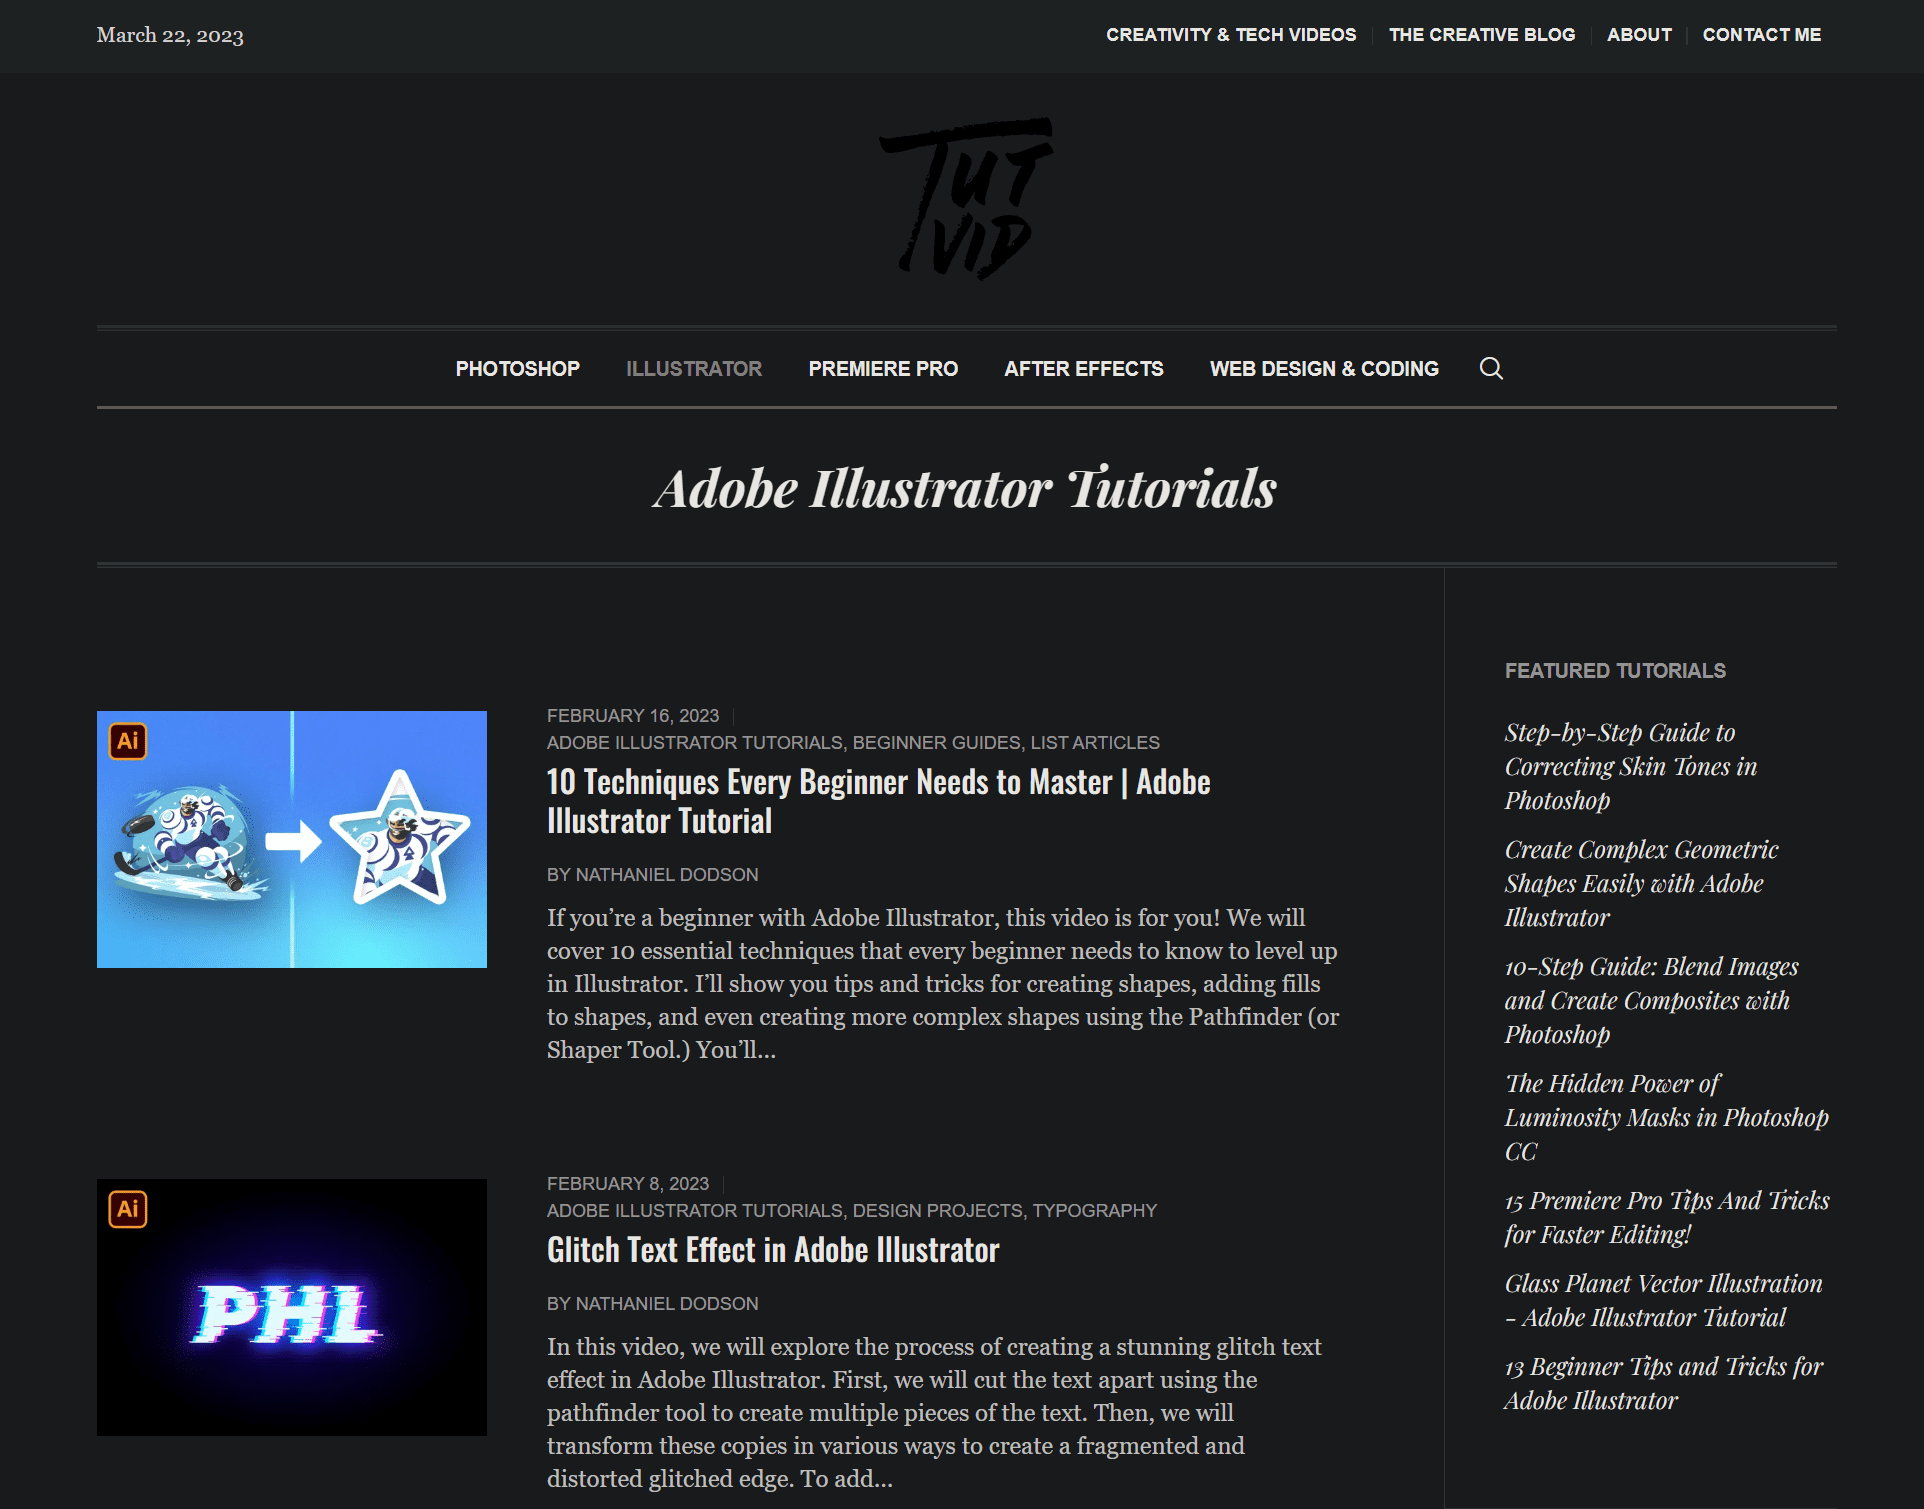 March 22, 2023
CREATIVITY & TECH VIDEOS
THE CREATIVE BLOG
ABOUT
CONTACT ME
TUT
VID
PHOTOSHOP
ILLUSTRATOR
PREMIERE PRO
AFTER EFFECTS
WEB DESIGN & CODING
Adobe Illustrator Tutorials
Ai
FEBRUARY 16, 2023
ADOBE ILLUSTRATOR TUTORIALS, BEGINNER GUIDES, LIST ARTICLES
10 Techniques Every Beginner Needs to Master | Adobe
Illustrator Tutorial
BY NATHANIEL DODSON
If you’re a beginner with Adobe Illustrator, this video is for you! We will
cover 10 essential techniques that every beginner needs to know to level up
in Illustrator. I’ll show you tips and tricks for creating shapes, adding fills
to shapes, and even creating more complex shapes using the Pathfinder (or
Shaper Tool.) You’ll...
Ai
PHL
FEBRUARY 8, 2023
ADOBE ILLUSTRATOR TUTORIALS, DESIGN PROJECTS, TYPOGRAPHY
Glitch Text Effect in Adobe Illustrator
BY NATHANIEL DODSON
In this video, we will explore the process of creating a stunning glitch text
effect in Adobe Illustrator. First, we will cut the text apart using the
pathfinder tool to create multiple pieces of the text. Then, we will
transform these copies in various ways to create a fragmented and
distorted glitched edge. To add...
FEATURED TUTORIALS
Step-by-Step Guide to
Correcting Skin Tones in
Photoshop
Create Complex Geometric
Shapes Easily with Adobe
Illustrator
10-Step Guide: Blend Images
and Create Composites with
Photoshop
The Hidden Power of
Luminosity Masks in Photoshop
CC
15 Premiere Pro Tips And Tricks
for Faster Editing!
Glass Planet Vector Illustration
- Adobe Illustrator Tutorial
13 Beginner Tips and Tricks for
Adobe Illustrator